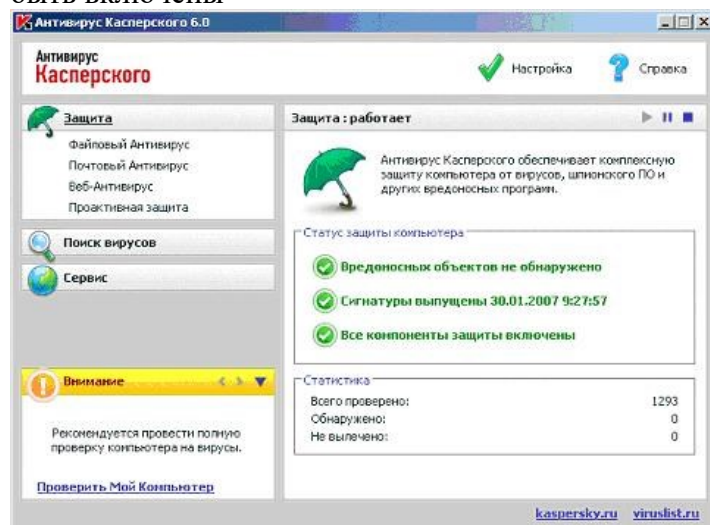 быть включены
Антивирус Касперского 6.0
Антивирус
Касперского
Настройка
Справка
Защита
Файловый Антивирус
Почтовый Антивирус
Веб-Антивирус
Проактивная защита
Поиск вирусов
Сервис
Внимание
Рекомендуется провести полную
проверку компьютера на вирусы.
Проверить Мой Компьютер
Защита : работает
Антивирус Касперского обеспечивает комплексную
защиту компьютера от вирусов, шпионского ПО и
других вредоносных программ.
Статус защиты компьютера
Вредоносных объектов не обнаружено
Сигнатуры выпущены 30.01.2007 9:27:57
Все компоненты защиты включены
Статистика
Всего проверено: 1293
Обнаружено: 0
Не вылечено: 0
kaspersky.ru viruslist.ru